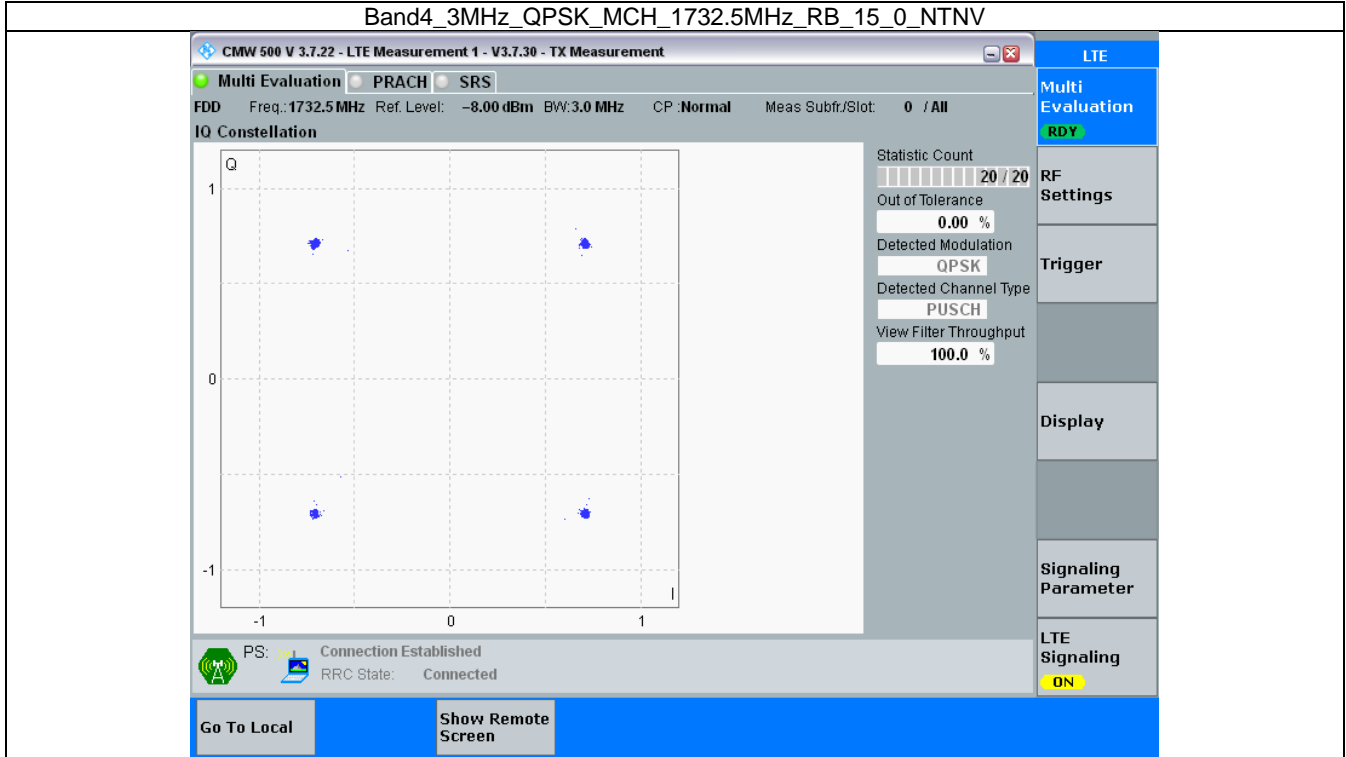 Band4_3MHz_QPSK_MCH_1732.5MHz_RB_15_0_NTNV
CMW 500 V 3.7.22 - LTE Measurement 1 - V3.7.30 - TX Measurement
LTE
Multi Evaluation PRACH SRS
FDD Freq.: 1732.5 MHz Ref. Level: -8.00 dBm BW: 3.0 MHz CP : Normal Meas Subfr./Slot: 0 / All
IQ Constellation
Q
1
0
-1
-1 0 1
I
Statistic Count
20 / 20
Out of Tolerance
0.00 %
Detected Modulation
QPSK
Detected Channel Type
PUSCH
View Filter Throughput
100.0 %
Multi
Evaluation
RDY
RF
Settings
Trigger
Display
Signaling
Parameter
LTE
Signaling
ON
PS: Connection Established
RRC State: Connected
Go To Local
Show Remote
Screen